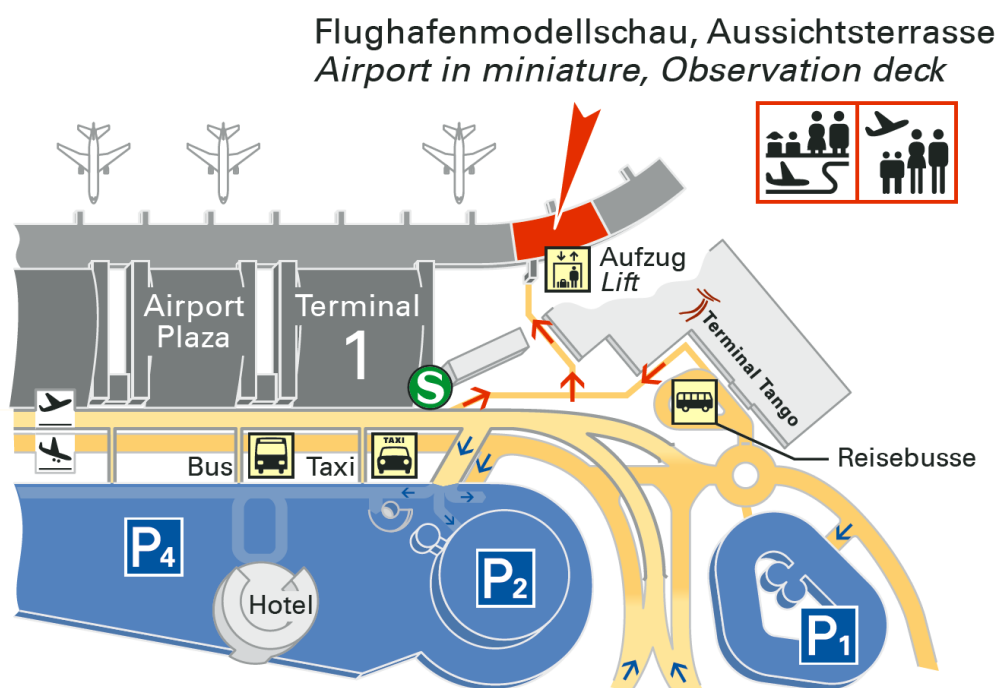 Flughafenmodellschau, Aussichtsterrasse
Airport in miniature, Observation deck
Aufzug
Lift
Airport
Plaza
Terminal
1
Terminal Tango
S
Bus
Taxi
TAXI
Reisebusse
P4
P2
Hotel
P1